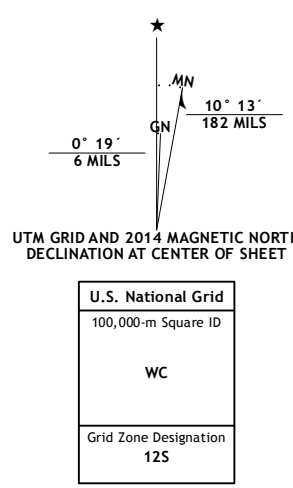 ★
MN
GN
10° 13´
182 MILS
0° 19´
6 MILS
UTM GRID AND 2014 MAGNETIC NORT
DECLINATION AT CENTER OF SHEET
U.S. National Grid
100,000-m Square ID
WC
Grid Zone Designation
12S